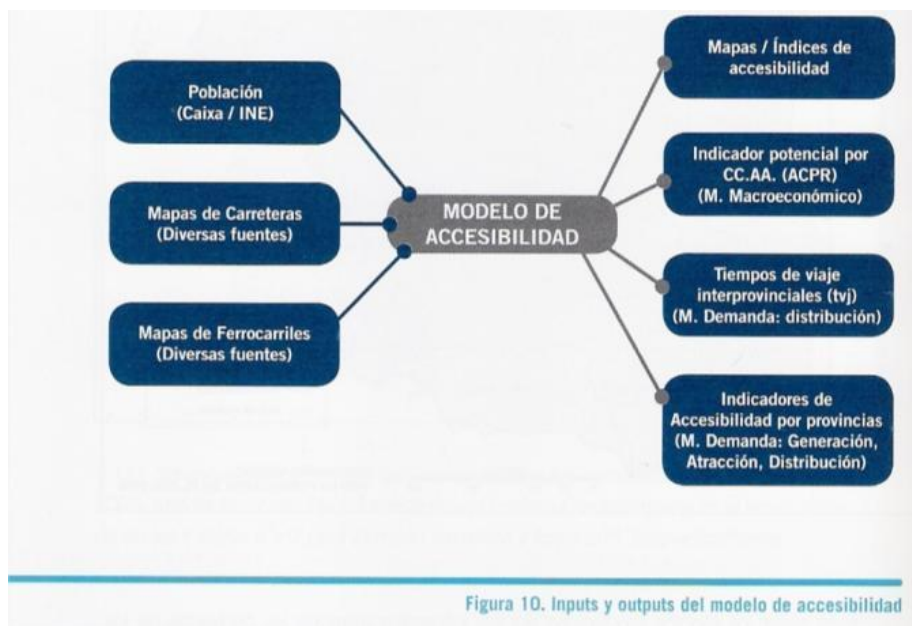 Población
(Caixa / INE)
Mapas de Carreteras
(Diversas fuentes)
Mapas de Ferrocarriles
(Diversas fuentes)
MODELO DE
ACCESIBILIDAD
Mapas / Índices de
accesibilidad
Indicador potencial por
CC.AA. (ACPR)
(M. Macroeconómico)
Tiempos de viaje
interprovinciales (tvj)
(M. Demanda: distribución)
Indicadores de
Accesibilidad por provincias
(M. Demanda: Generación,
Atracción, Distribución)
Figura 10. Inputs y outputs del modelo de accesibilidad